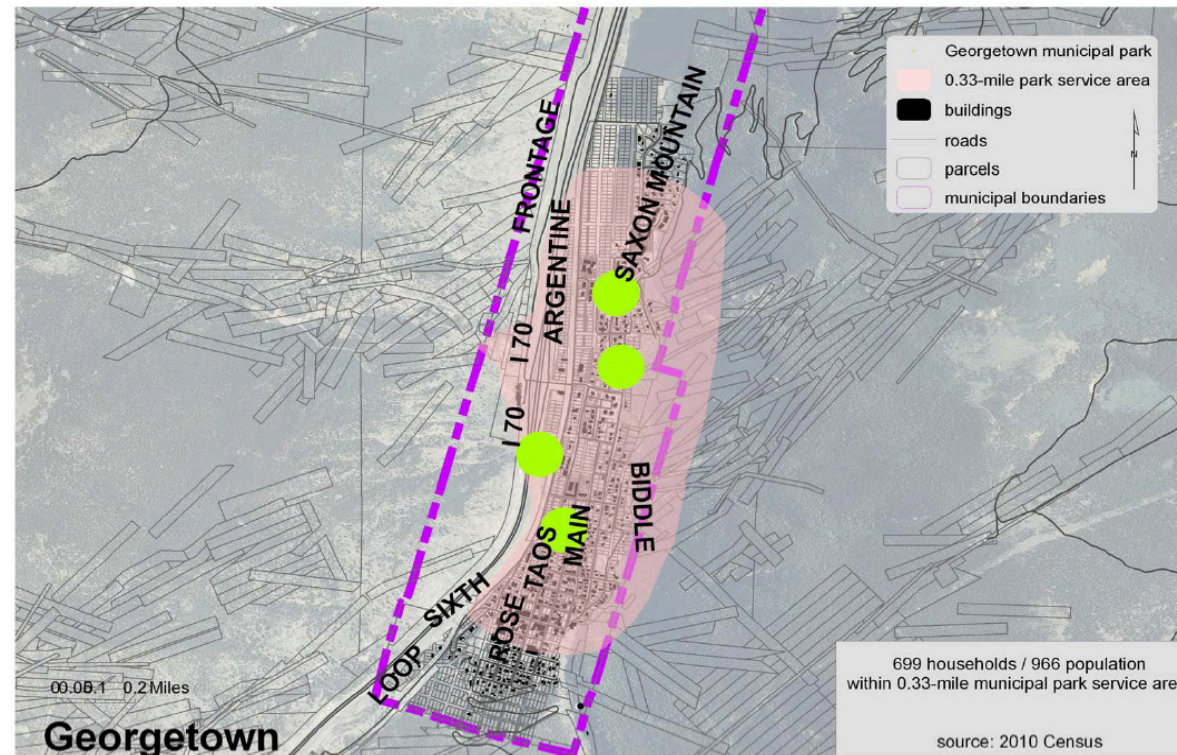 Georgetown municipal park
0.33-mile park service area
buildings
roads
parcels
municipal boundaries
N
FRONTAGE
SAXON MOUNTAIN
ARGENTINE
I 70
I 70
BIDDLE
MAIN
TAOS
SIXTH
ROSE
LOOP
699 households / 966 population
within 0.33-mile municipal park service are
source: 2010 Census
0.2 Miles
Georgetown